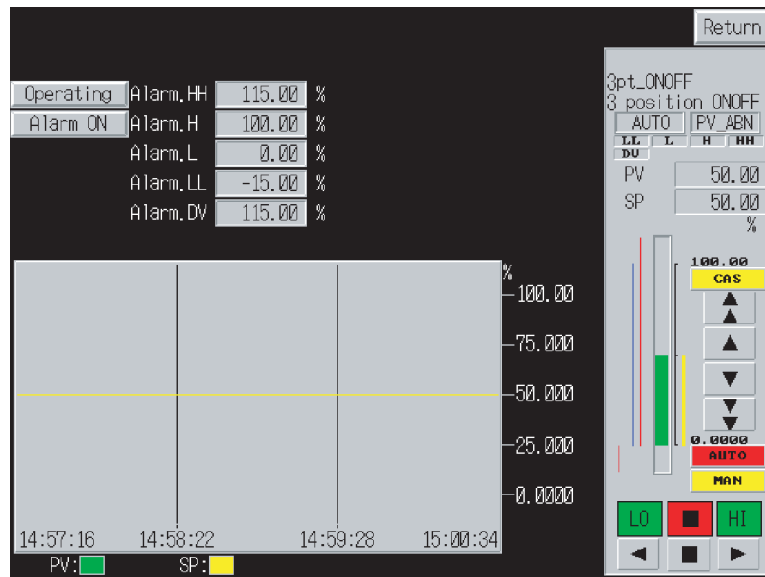 Return
Operating Alarm.HH 115.00 %
Alarm ON Alarm.H 100.00 %
Alarm.L 0.00 %
Alarm.LL -15.00 %
Alarm.DV 115.00 %
3pt_ONOFF
3 position ONOFF
AUTO PV_ABN
LL L H HH
DV
PV 50.00
SP 50.00
%
100.00
CAS
0.0000
AUTO
MAN
LO HI
%
100.00
75.000
50.000
25.000
0.0000
14:57:16 14:58:22 14:59:28 15:00:34
PV: SP: